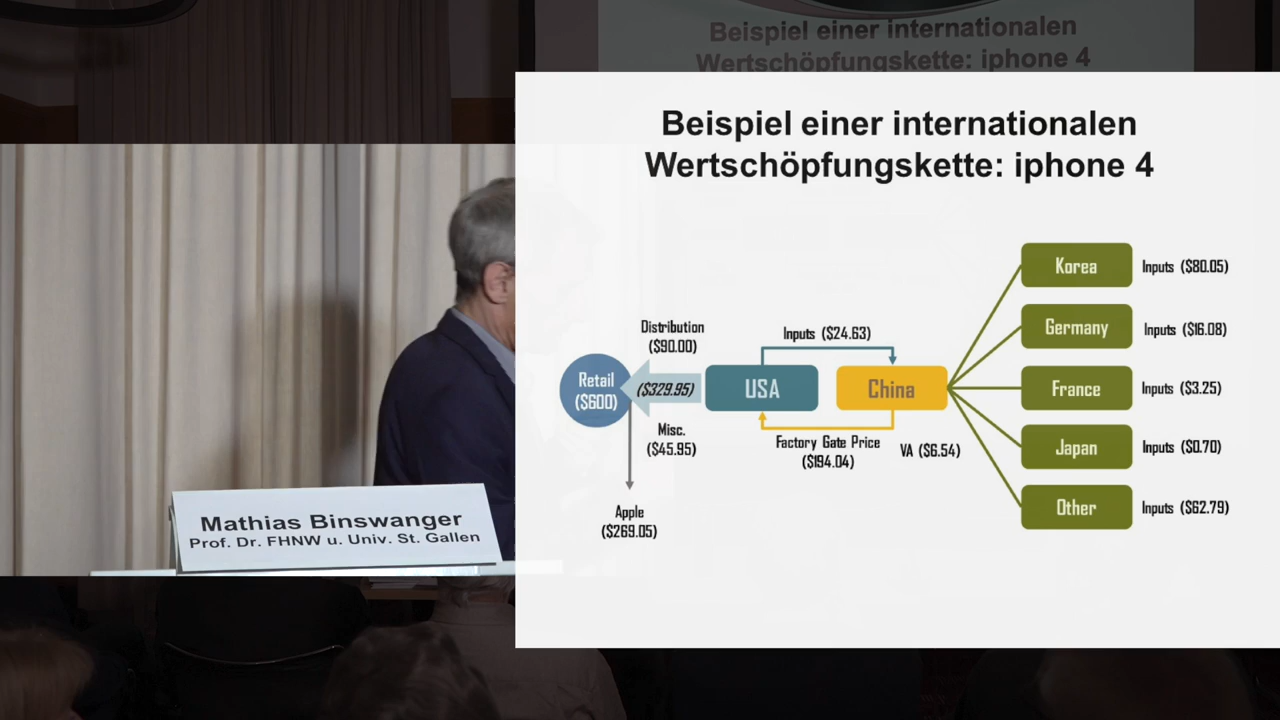 Beispiel einer internationalen
Wertschöpfungskette: iphone 4
Beispiel einer internationalen
Wertschöpfungskette: iphone 4
Korea
Inputs ($80.05)
Germany
Inputs ($16.08)
France
Inputs ($3.25)
Japan
Inputs ($0.70)
Other
Inputs ($62.79)
Distribution
($90.00)
Inputs ($24.63)
Retail
($600)
($329.95)
USA
China
Misc.
($45.95)
Factory Gate Price
($194.04)
VA ($6.54)
Apple
($269.05)
Mathias Binswanger
Prof. Dr. FHNW u. Univ. St. Gallen